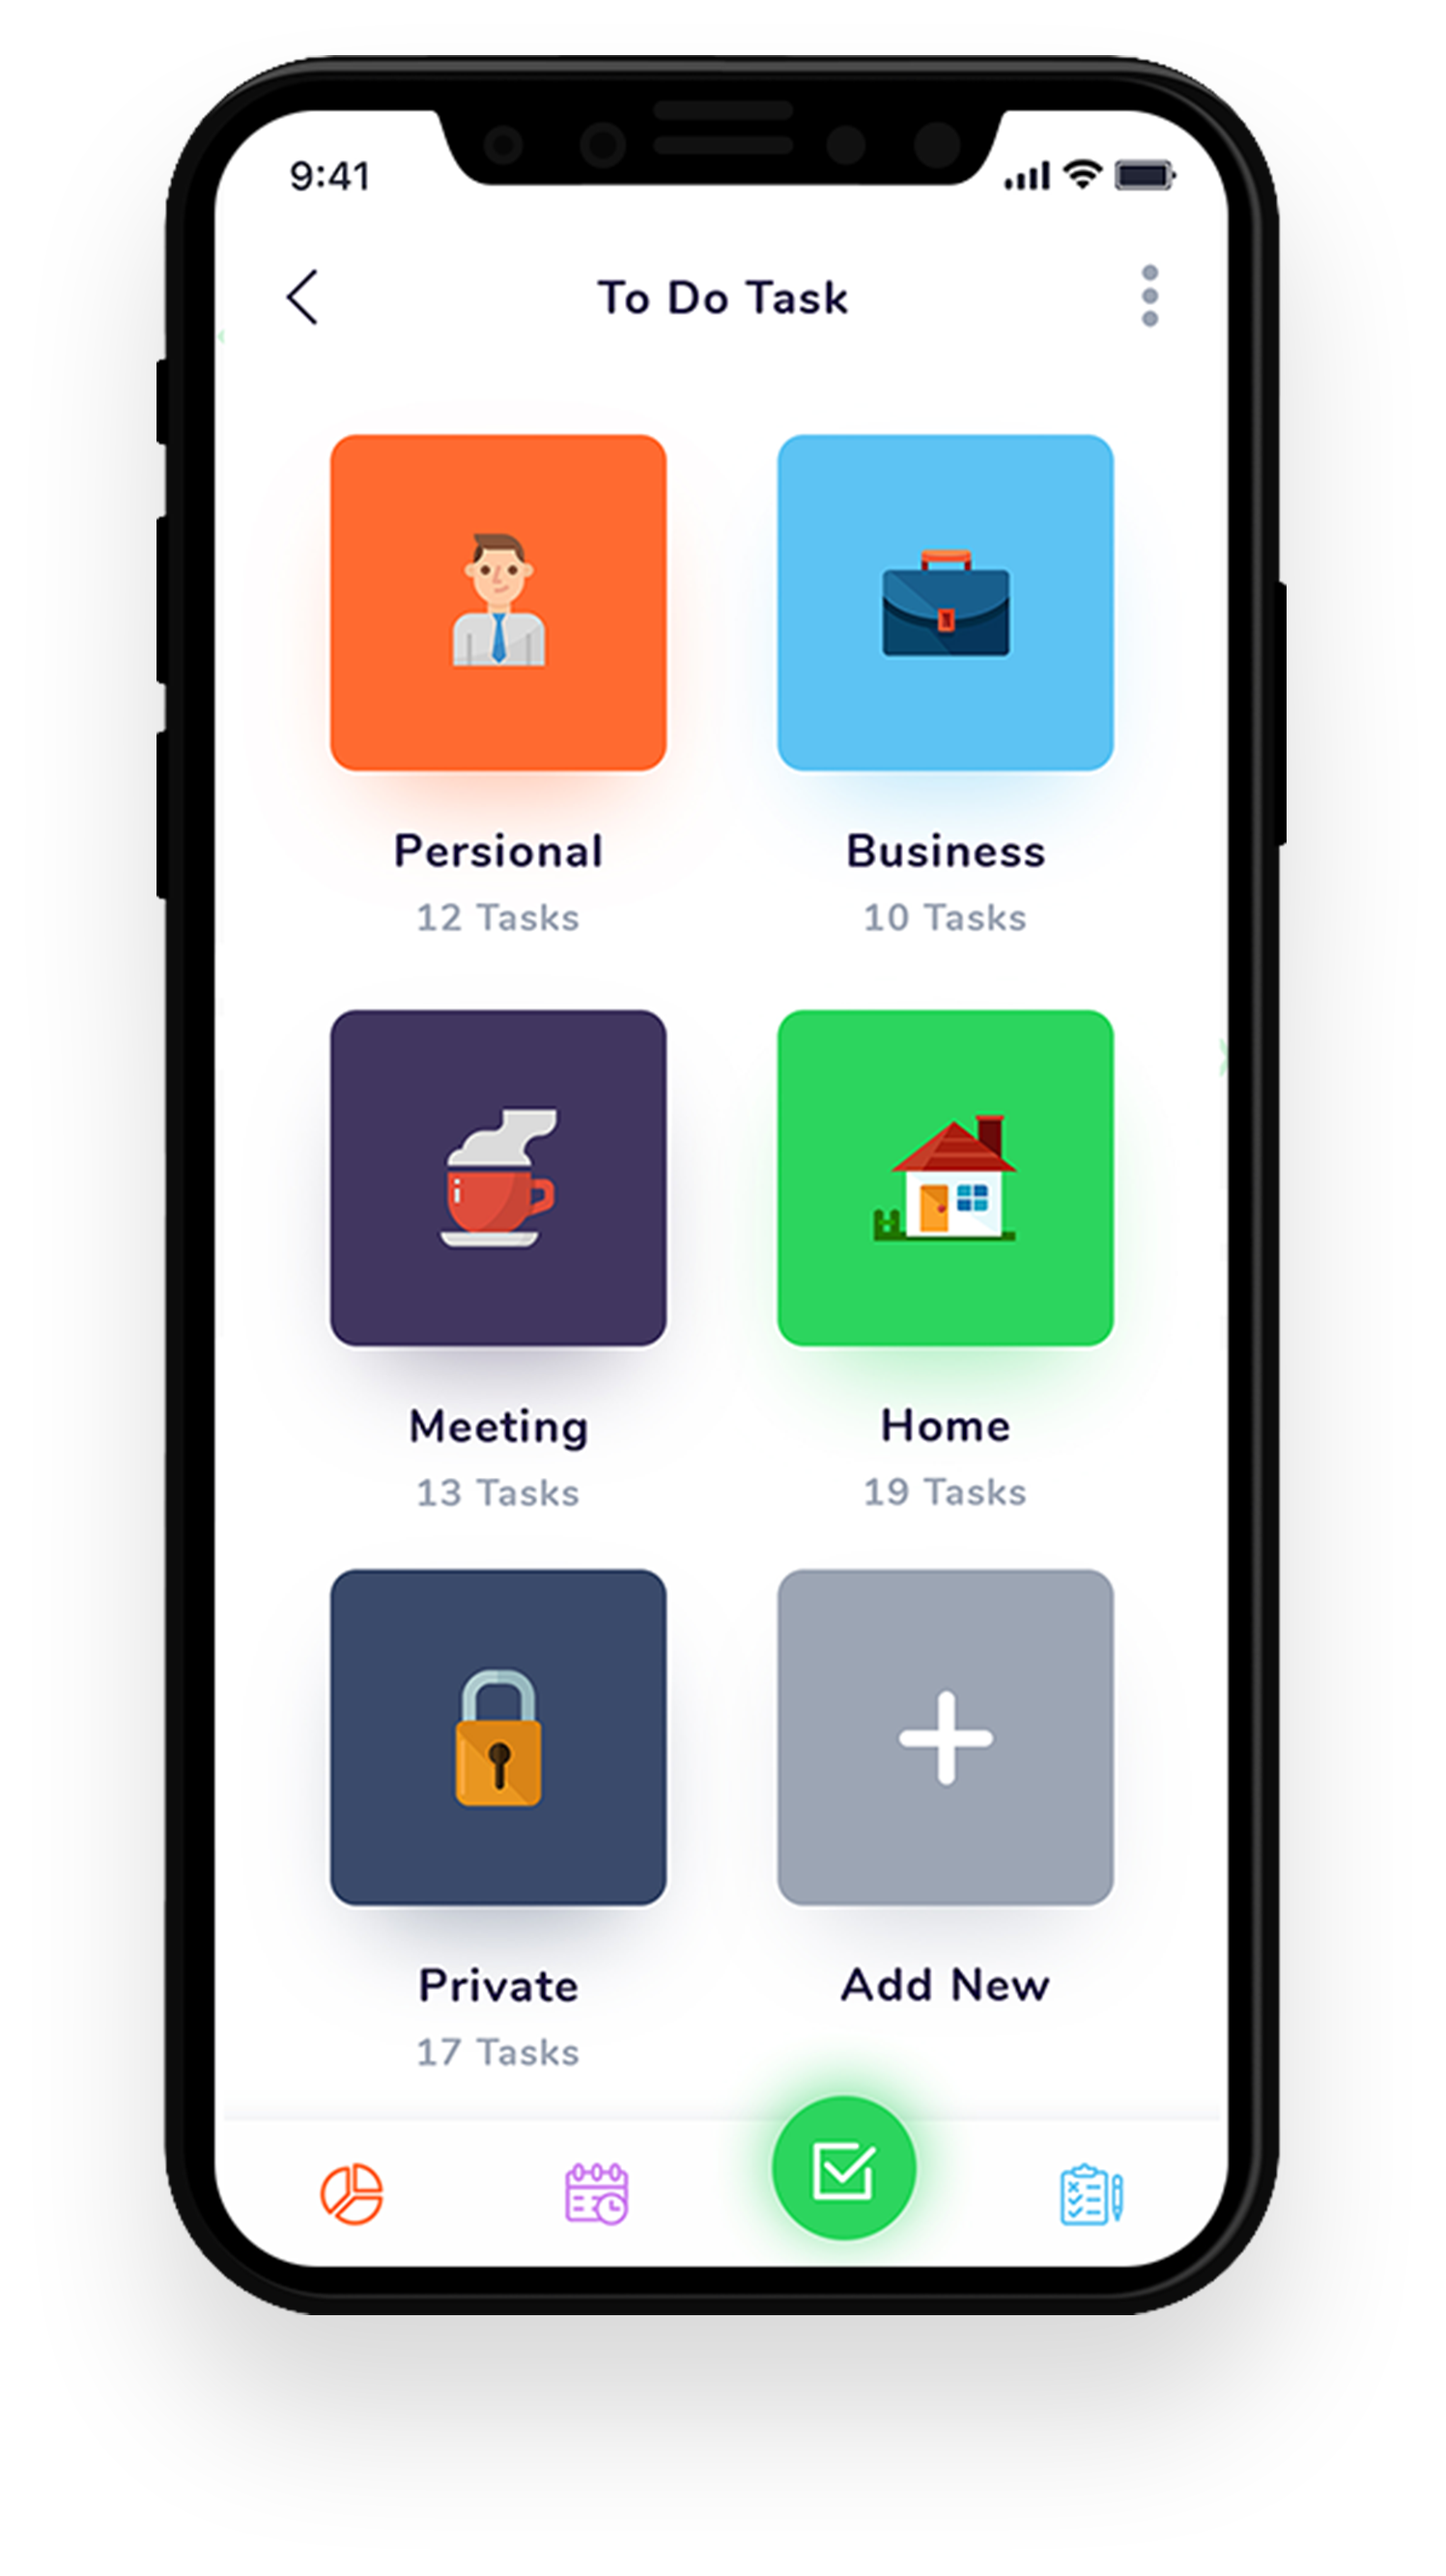 9:41
To Do Task
Persional
Business
12 Tasks
10 Tasks
Meeting
Home
13 Tasks
19 Tasks
Private
Add New
17 Tasks